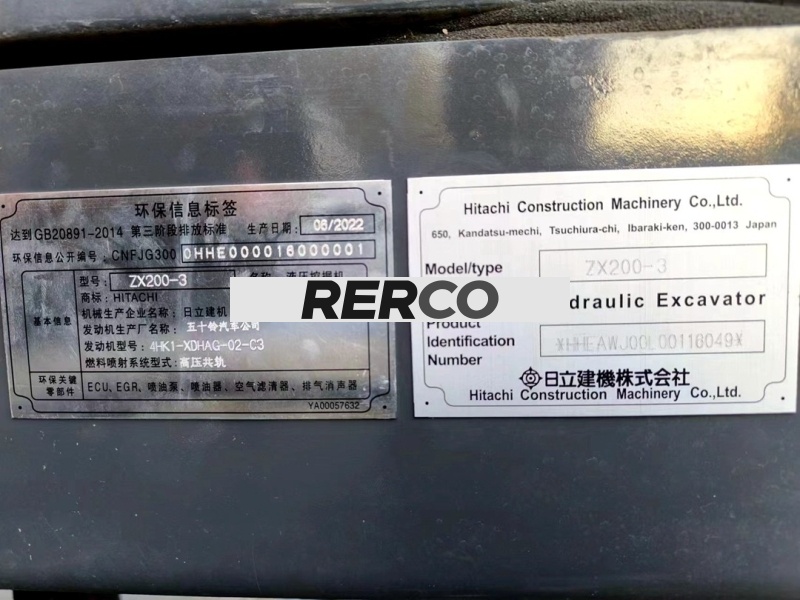 环保信息标签
达到GB20891-2014 第三阶段排放标准 生产日期: 06/2022
环保信息公开编号: CNFJG300 0HHE000016000001
型号: ZX200-3 名称: 液压挖掘机
商标: HITACHI
基本信息
机械生产企业名称: 日立建机
发动机生产厂名称: 五十铃汽车公司
发动机型号: 4HK1-XDHAG-02-C3
燃料喷射系统型式: 高压共轨
环保关键零部件
ECU、EGR、喷油泵、喷油器、空气滤清器、排气消声器
YA00057632
RERCO
Hitachi Construction Machinery Co.,Ltd.
650, Kandatsu-mechi, Tsuchiura-chi, Ibaraki-ken, 300-0013 Japan
Model/type ZX200-3
draulic Excavator
Product
Identification
Number
*HHEAWJ00L00116049*
日立建機株式会社
Hitachi Construction Machinery Co.,Ltd.